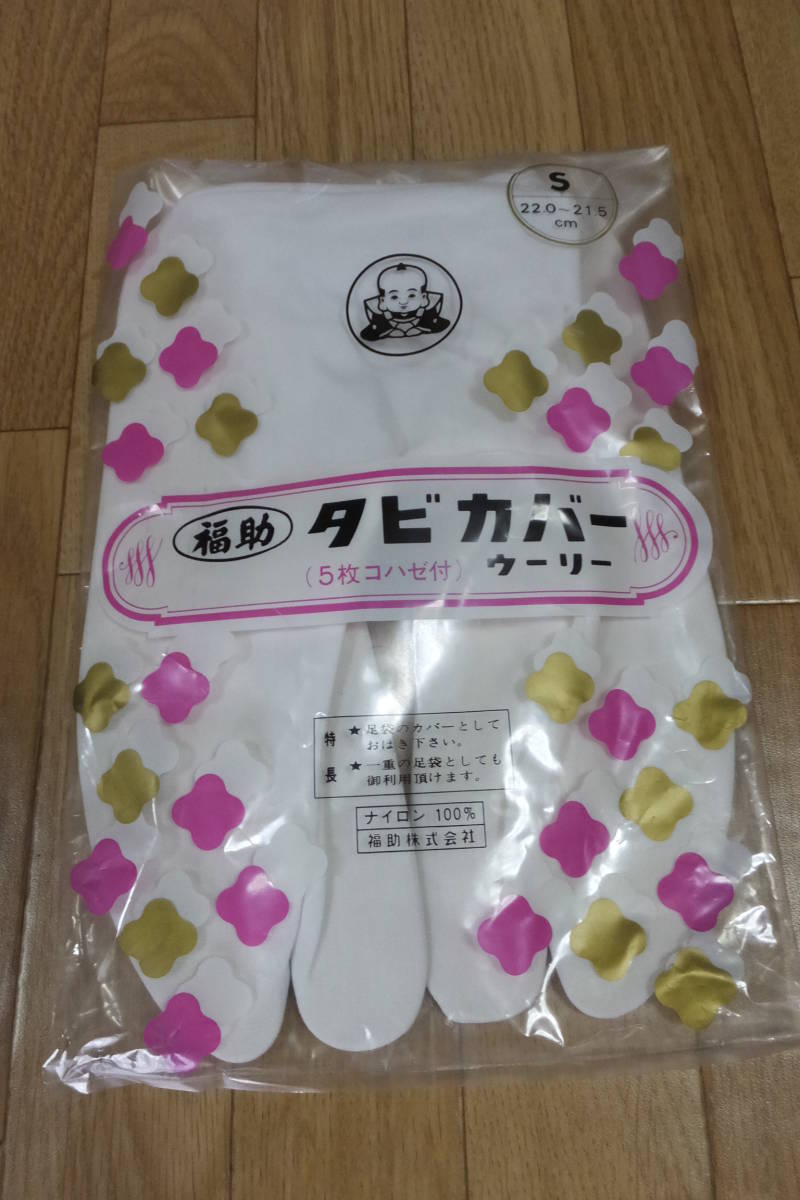 S
22.0～21.5
cm
福助 タビカバー
(5枚コハゼ付) ウーリー
特長
★足袋のカバーとして
おはき下さい。
★一重の足袋としても
御利用頂けます。
ナイロン 100%
福助株式会社